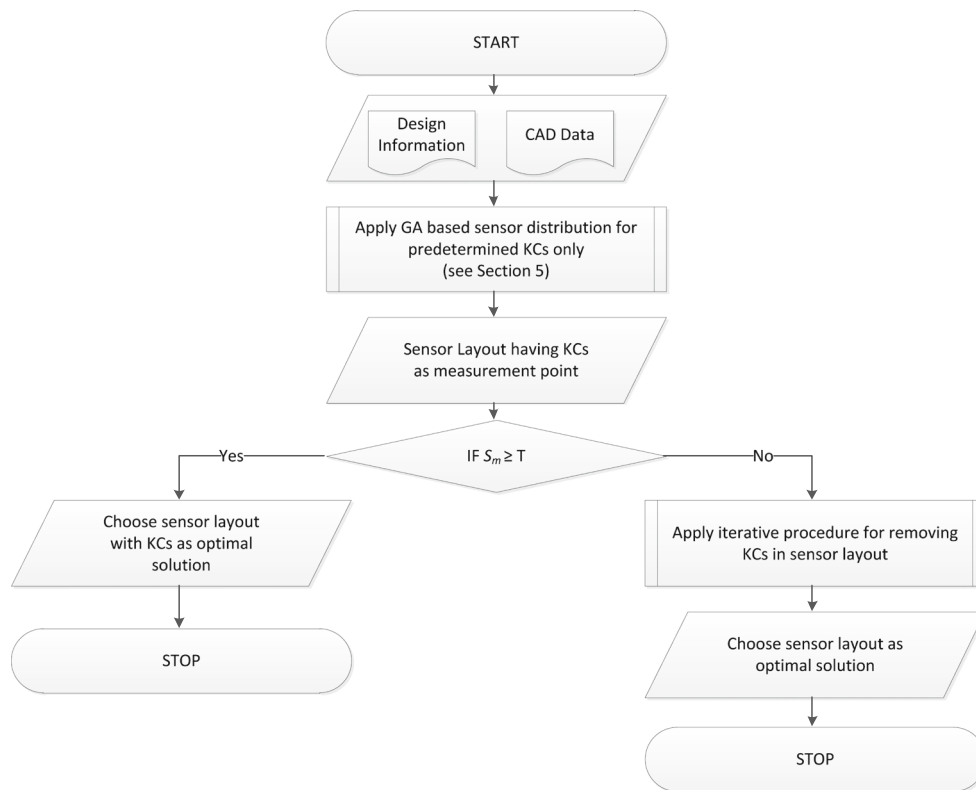 START
Design
Information
CAD Data
Apply GA based sensor distribution for
predetermined KCs only
(see Section 5)
Sensor Layout having KCs
as measurement point
IF Sm ≥ T
Yes
No
Choose sensor layout
with KCs as optimal
solution
Apply iterative procedure for removing
KCs in sensor layout
STOP
Choose sensor layout as
optimal solution
STOP